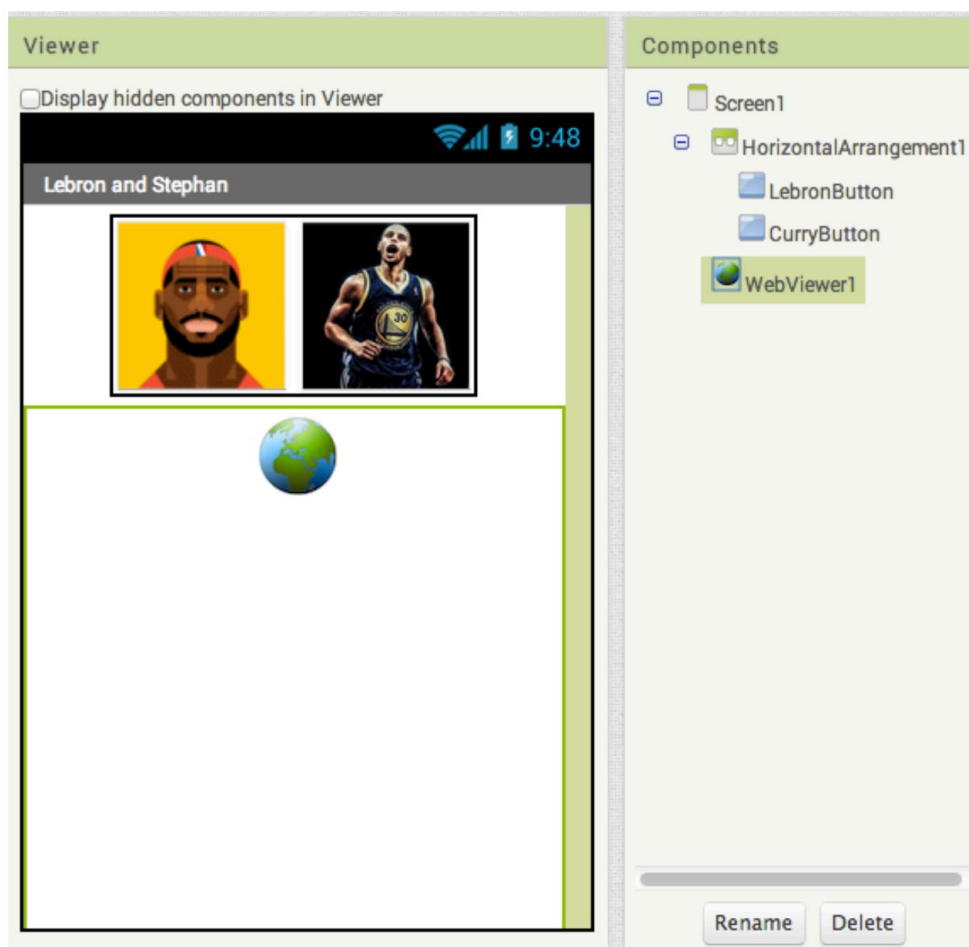 Viewer
Display hidden components in Viewer
9:48
Lebron and Stephan
30
Components
Screen1
HorizontalArrangement1
LebronButton
CurryButton
WebViewer1
Rename
Delete